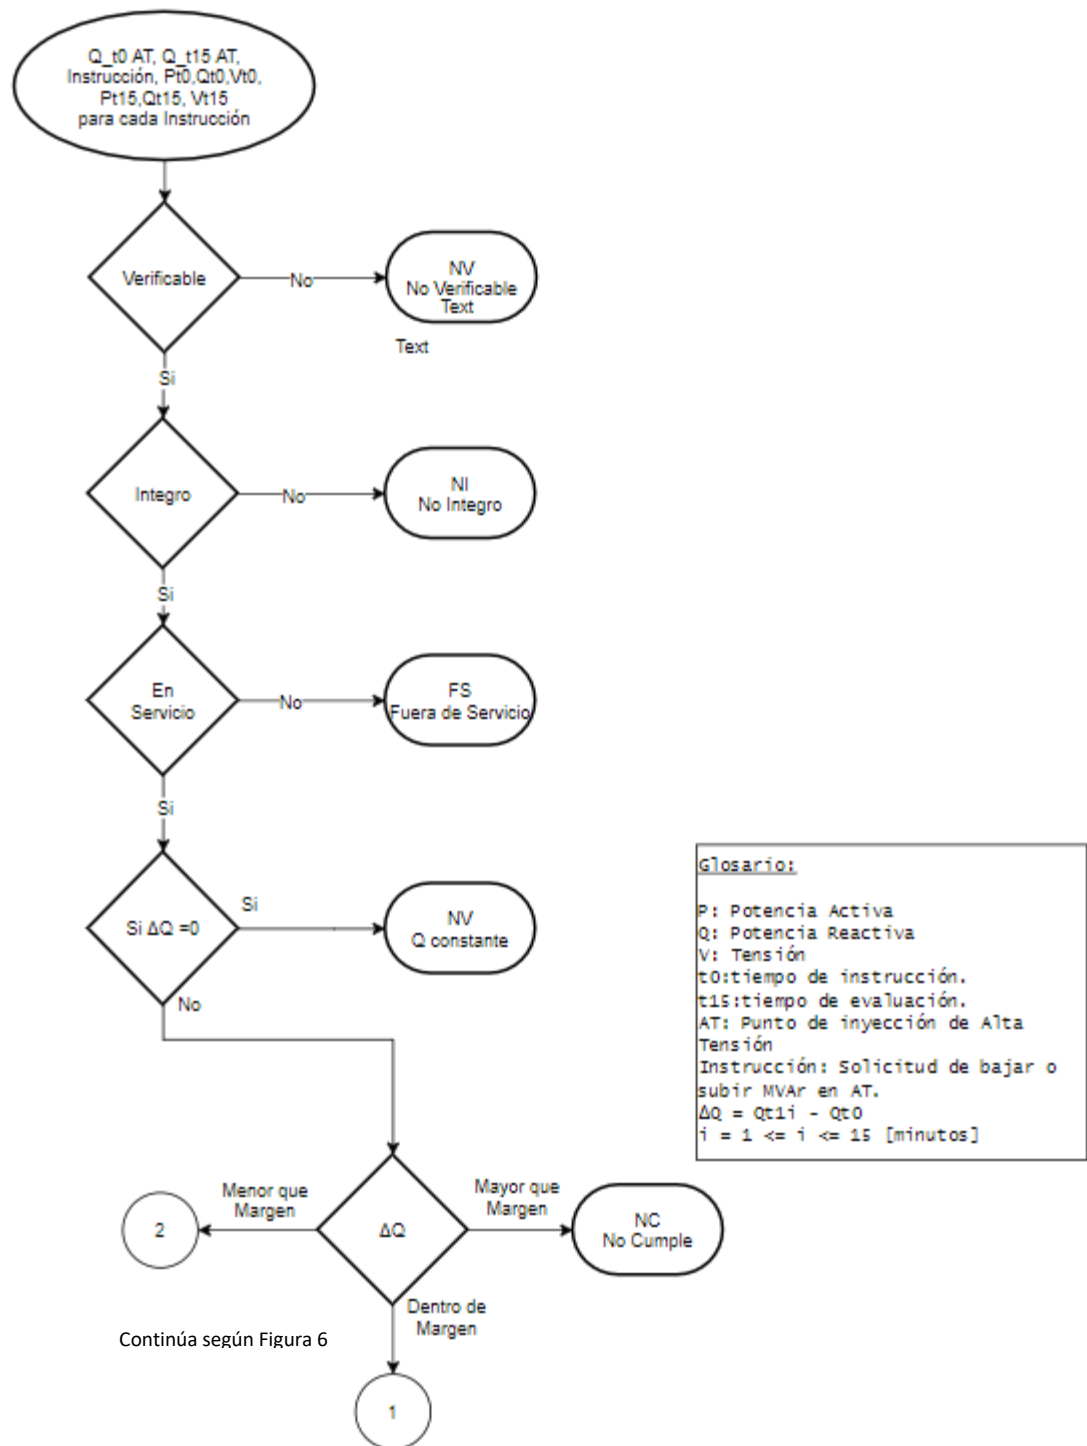 Q_t0 AT, Q_t15 AT,
Instrucción, Pt0,Qt0,Vt0,
Pt15,Qt15, Vt15
para cada Instrucción
Verificable
No
NV
No Verificable
Text
Text
Si
Integro
No
NI
No Integro
Si
En
Servicio
No
FS
Fuera de Servicio
Si
Si ΔQ =0
Si
NV
Q constante
No
Glosario:
P: Potencia Activa
Q: Potencia Reactiva
V: Tensión
t0:tiempo de instrucción.
t15:tiempo de evaluación.
AT: Punto de inyección de Alta
Tensión
Instrucción: Solicitud de bajar o
subir MVAr en AT.
ΔQ = Qt1i - Qt0
i = 1 <= i <= 15 [minutos]
Menor que
Margen
Mayor que
Margen
2
ΔQ
NC
No Cumple
Dentro de
Margen
Continúa según Figura 6
1